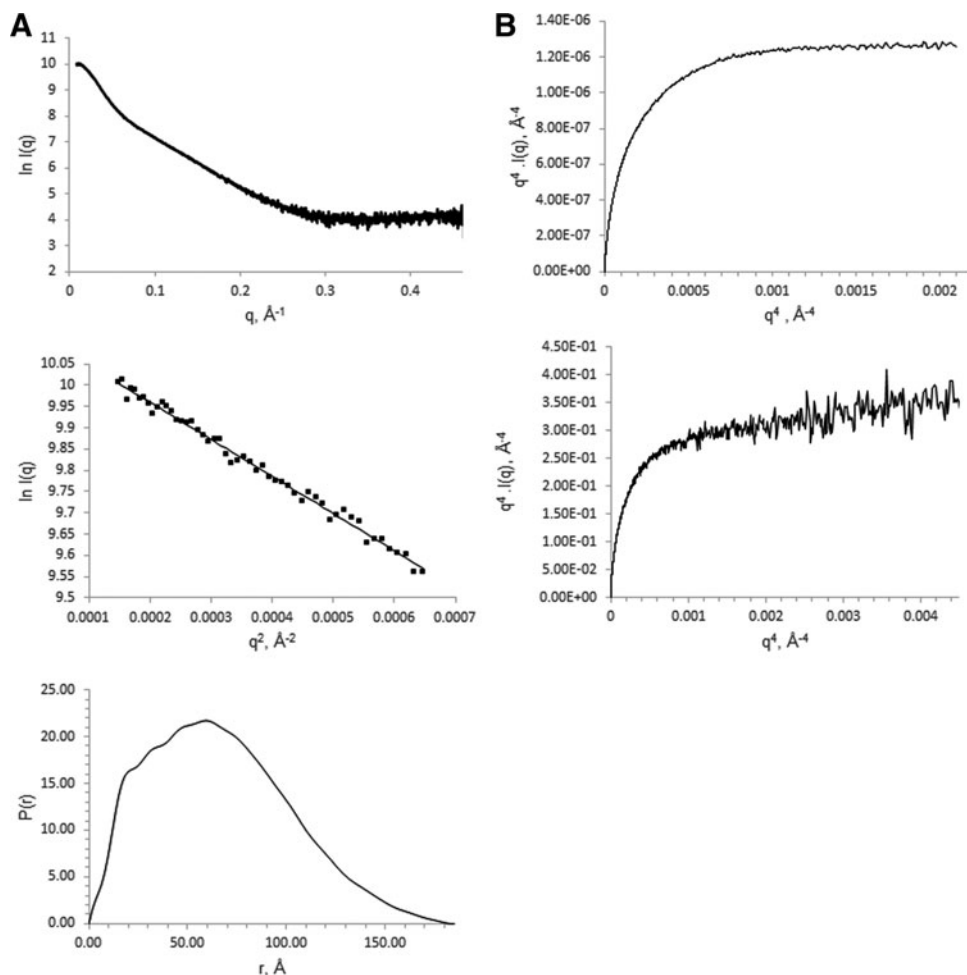 A
ln I(q)
11
10
9
8
7
6
5
4
3
2
0
0.1
0.2
0.3
0.4
q, Å-1
B
q4 .I(q), Å-4
1.40E-06
1.20E-06
1.00E-06
8.00E-07
6.00E-07
4.00E-07
2.00E-07
0.00E+00
0
0.0005
0.001
0.0015
0.002
q4 , Å-4
ln I(q)
10.05
10
9.95
9.9
9.85
9.8
9.75
9.7
9.65
9.6
9.55
9.5
0.0001
0.0002
0.0003
0.0004
0.0005
0.0006
0.0007
q2, Å-2
q4 .I(q), Å-4
4.50E-01
4.00E-01
3.50E-01
3.00E-01
2.50E-01
2.00E-01
1.50E-01
1.00E-01
5.00E-02
0.00E+00
0
0.001
0.002
0.003
0.004
q4, Å-4
P(r)
25.00
20.00
15.00
10.00
5.00
0.00
0.00
50.00
100.00
150.00
r, Å